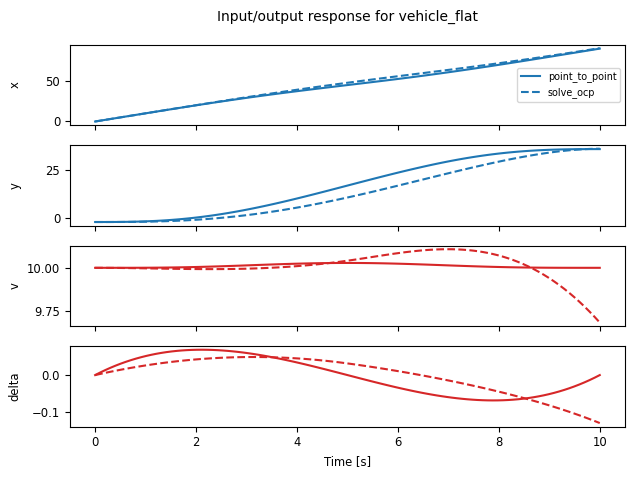 Input/output response for vehicle_flat
x
50
0
point_to_point
solve_ocp
y
25
0
v
10.00
9.75
delta
0.0
−0.1
0 2 4 6 8 10
Time [s]